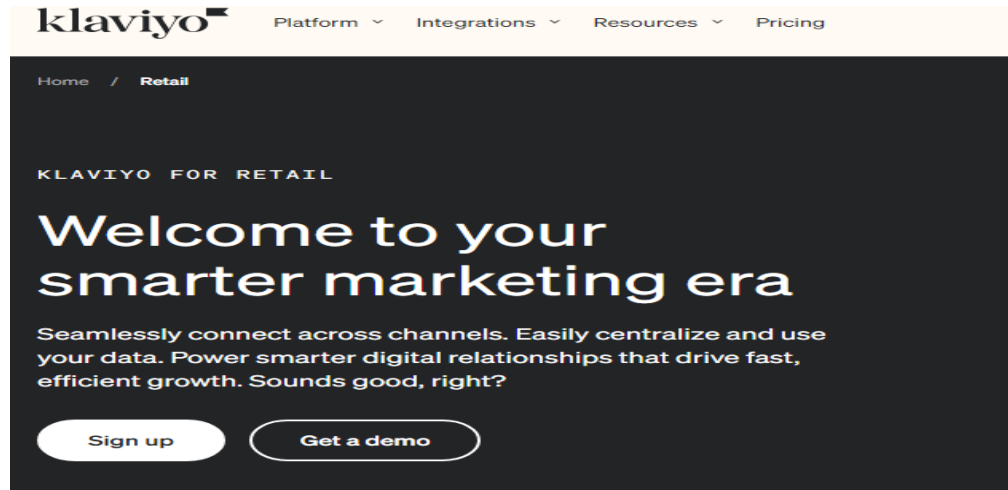 klaviyo Platform Integrations Resources Pricing
Home / Retail
KLAVIYO FOR RETAIL
Welcome to your
smarter marketing era
Seamlessly connect across channels. Easily centralize and use
your data. Power smarter digital relationships that drive fast,
efficient growth. Sounds good, right?
Sign up Get a demo